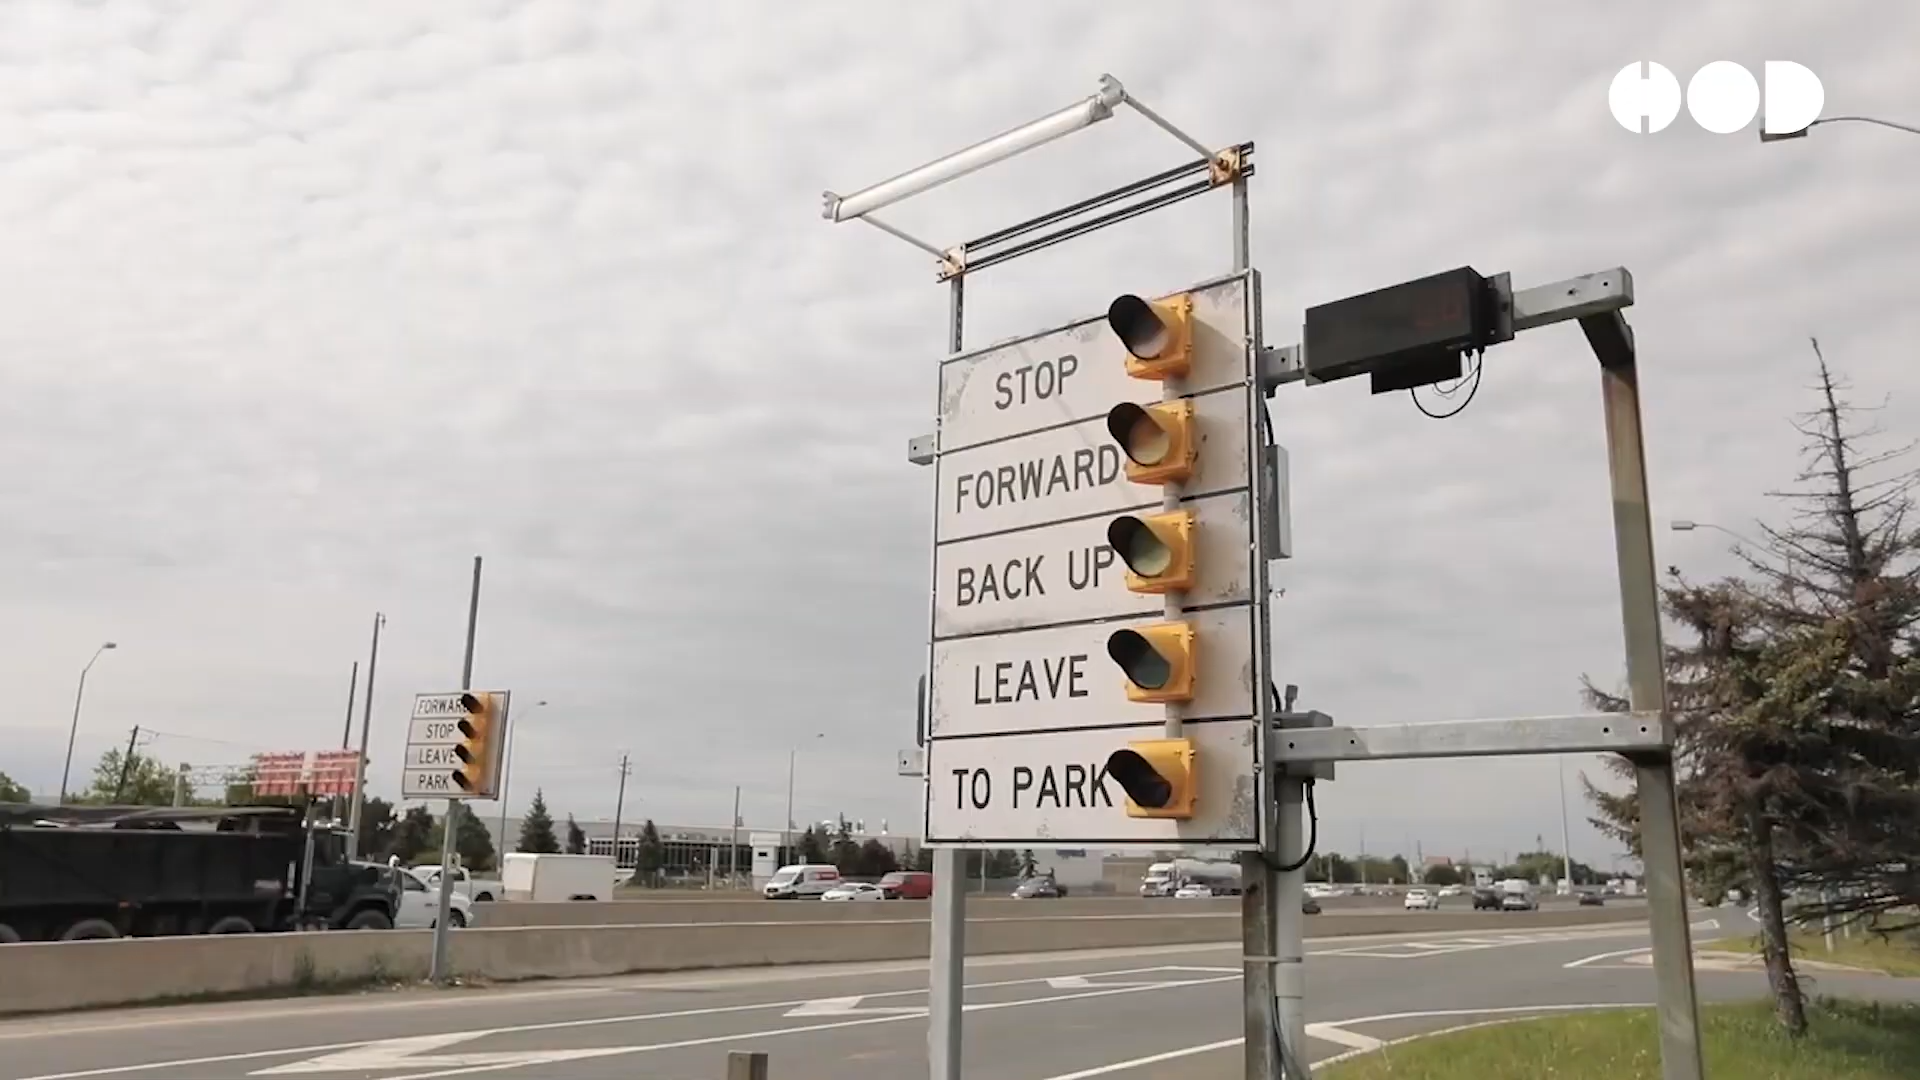 HOD
STOP
FORWARD
BACK UP
LEAVE
TO PARK
FORWARD
STOP
LEAVE
PARK